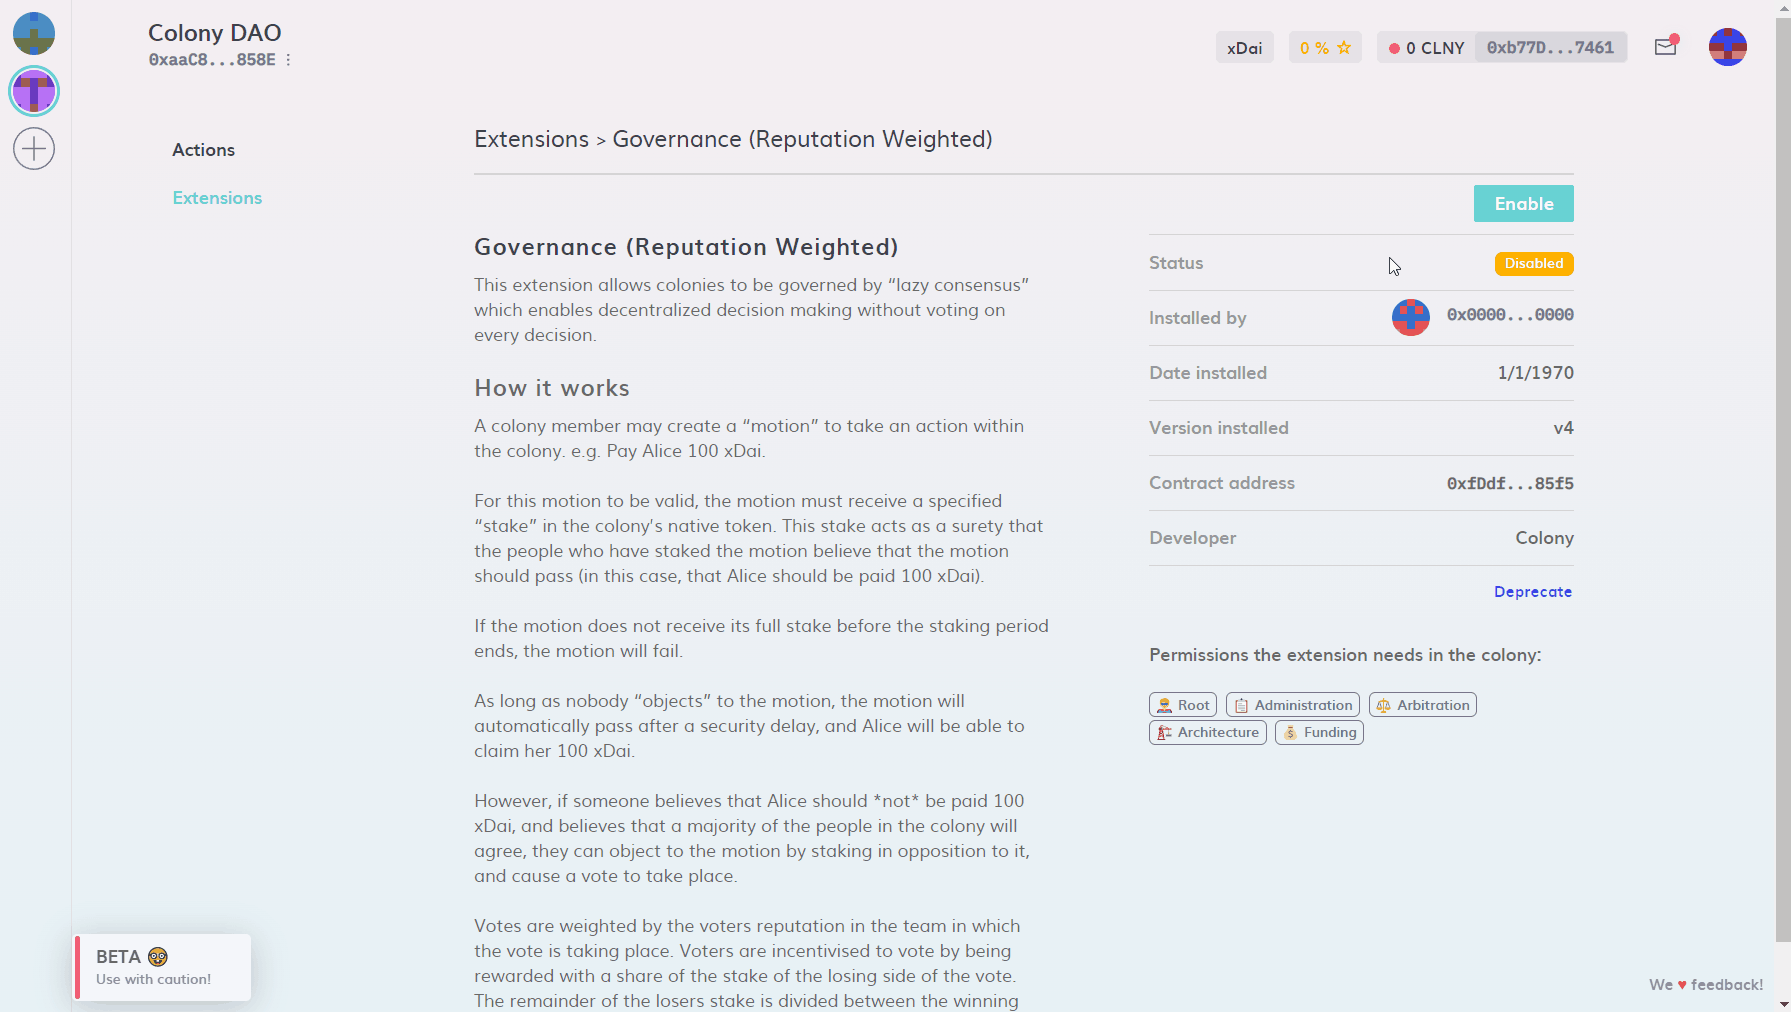 Colony DAO
0xaaC8...858E
xDai
0 %
0 CLNY
0xb77D...7461
Actions
Extensions
Extensions > Governance (Reputation Weighted)
Enable
Governance (Reputation Weighted)
This extension allows colonies to be governed by “lazy consensus”
which enables decentralized decision making without voting on
every decision.
How it works
A colony member may create a “motion” to take an action within
the colony. e.g. Pay Alice 100 xDai.
For this motion to be valid, the motion must receive a specified
“stake” in the colony’s native token. This stake acts as a surety that
the people who have staked the motion believe that the motion
should pass (in this case, that Alice should be paid 100 xDai).
If the motion does not receive its full stake before the staking period
ends, the motion will fail.
As long as nobody “objects” to the motion, the motion will
automatically pass after a security delay, and Alice will be able to
claim her 100 xDai.
However, if someone believes that Alice should *not* be paid 100
xDai, and believes that a majority of the people in the colony will
agree, they can object to the motion by staking in opposition to it,
and cause a vote to take place.
Votes are weighted by the voters reputation in the team in which
the vote is taking place. Voters are incentivised to vote by being
rewarded with a share of the stake of the losing side of the vote.
The remainder of the losers stake is divided between the winning
Status
Disabled
Installed by
0x0000...0000
Date installed
1/1/1970
Version installed
v4
Contract address
0xfDdf...85f5
Developer
Colony
Deprecate
Permissions the extension needs in the colony:
Root
Administration
Arbitration
Architecture
Funding
BETA
Use with caution!
We ♥ feedback!